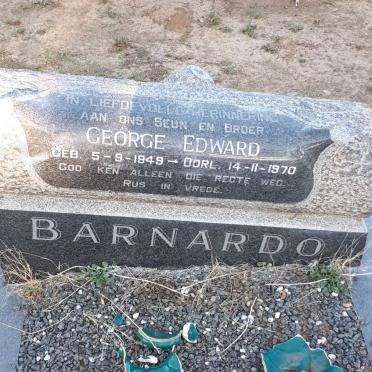 IN LIEFDEVOLLE HERINNERING
AAN ONS SEUN EN BROER
GEORGE EDWARD
GEB. 5-9-1949 — OORL. 14-11-1970
GOD KEN ALLEEN DIE REGTE WEG.
RUS IN VREDE.
BARNARDO